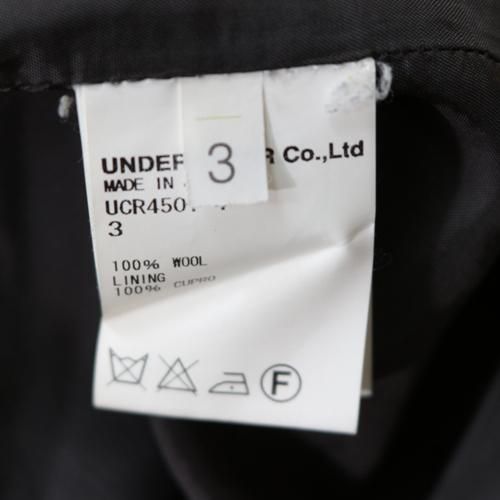 3
UNDER R Co.,Ltd
MADE IN
UCR450
3
100% WOOL
LINING
100% CUPRO
F